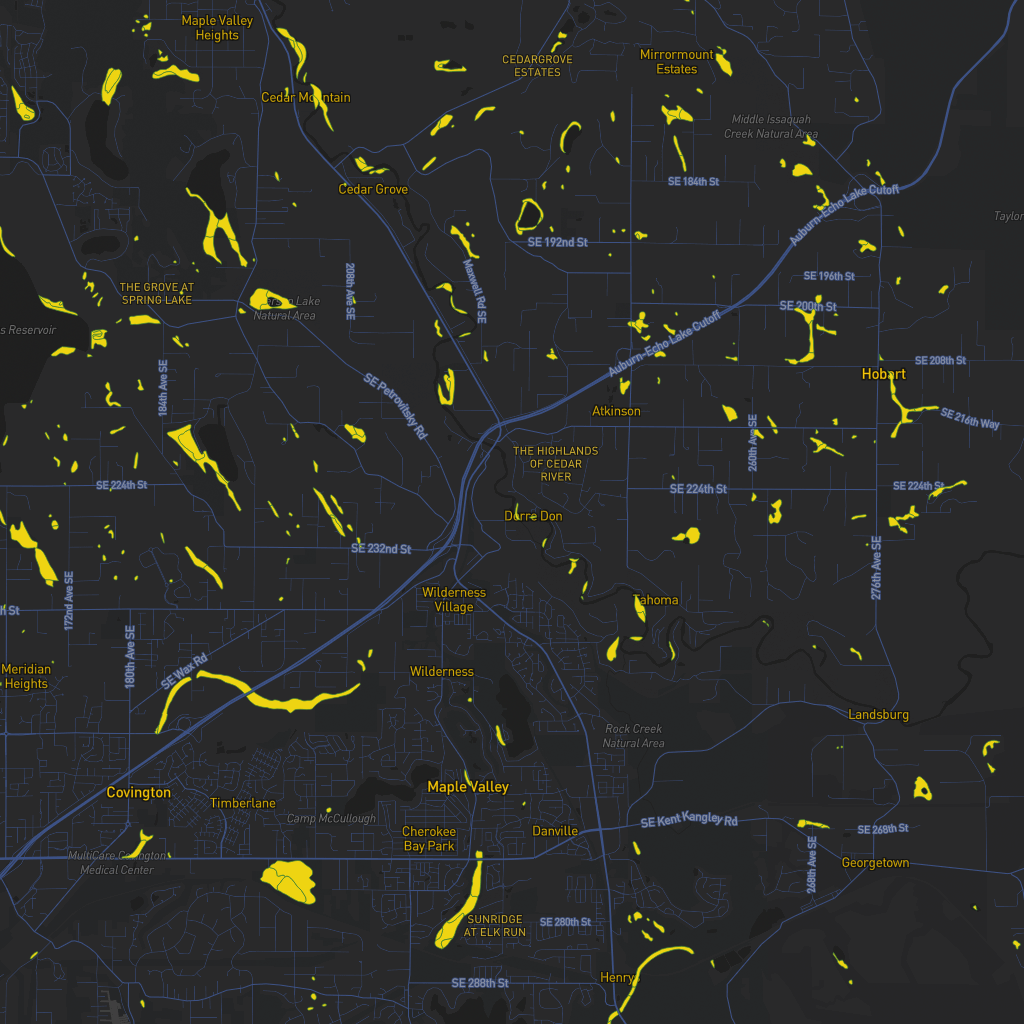 Maple Valley
Heights
CEDARGROVE
ESTATES
Mirrormount
Estates
Cedar Mountain
Middle Issaquah
Creek Natural Area
SE 184th St
Cedar Grove
Auburn-Echo Lake Cutoff
Taylor
SE 192nd St
Maxwell Rd SE
208th Ave SE
SE 196th St
THE GROVE AT
SPRING LAKE
Lake
Natural Area
SE 200th St
s Reservoir
Auburn-Echo Lake Cutoff
SE 208th St
184th Ave SE
Hobart
SE Petrovitsky Rd
Atkinson
SE 216th Way
260th Ave SE
THE HIGHLANDS
OF CEDAR
RIVER
SE 224th St
SE 224th St
SE 224th St
Dorre Don
SE 232nd St
276th Ave SE
172nd Ave SE
Wilderness
Village
Tahoma
h St
180th Ave SE
SE Wax Rd
Meridian
Heights
Wilderness
Landsburg
Rock Creek
Natural Area
Covington
Maple Valley
Timberlane
Camp McCullough
Cherokee
Bay Park
Danville
SE Kent Kangley Rd
SE 268th St
268th Ave SE
MultiCare Covington
Medical Center
Georgetown
SUNRIDGE
AT ELK RUN
SE 280th St
Henrys
SE 288th St